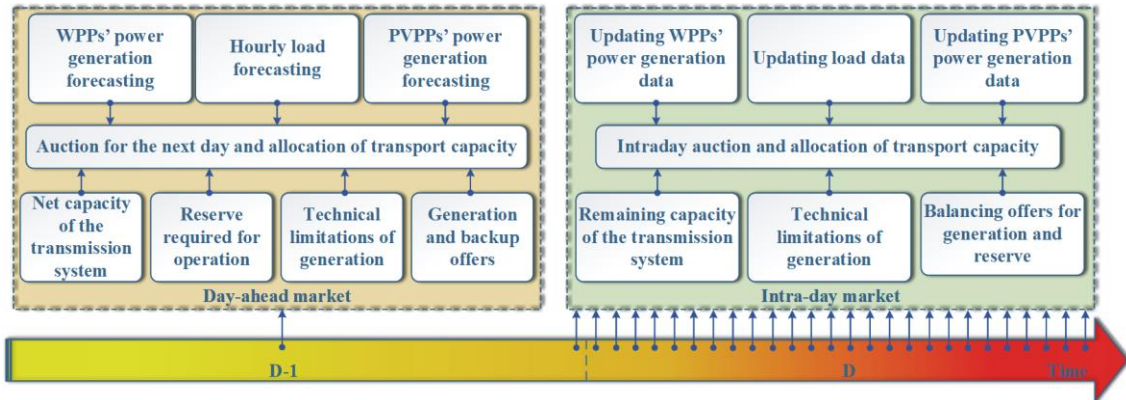 WPPs' power
generation
forecasting
Hourly load
forecasting
PVPPs' power
generation
forecasting
Auction for the next day and allocation of transport capacity
Net capacity
of the
transmission
system
Reserve
required for
operation
Technical
limitations of
generation
Generation
and backup
offers
Day-ahead market
Updating WPPs'
power generation
data
Updating load data
Updating PVPPs'
power generation
data
Intraday auction and allocation of transport capacity
Remaining capacity
of the transmission
system
Technical
limitations of
generation
Balancing offers for
generation and
reserve
Intra-day market
D-1
D
Time